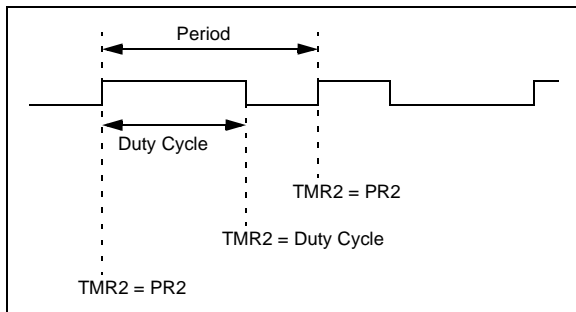 Period
Duty Cycle
TMR2 = PR2
TMR2 = Duty Cycle
TMR2 = PR2